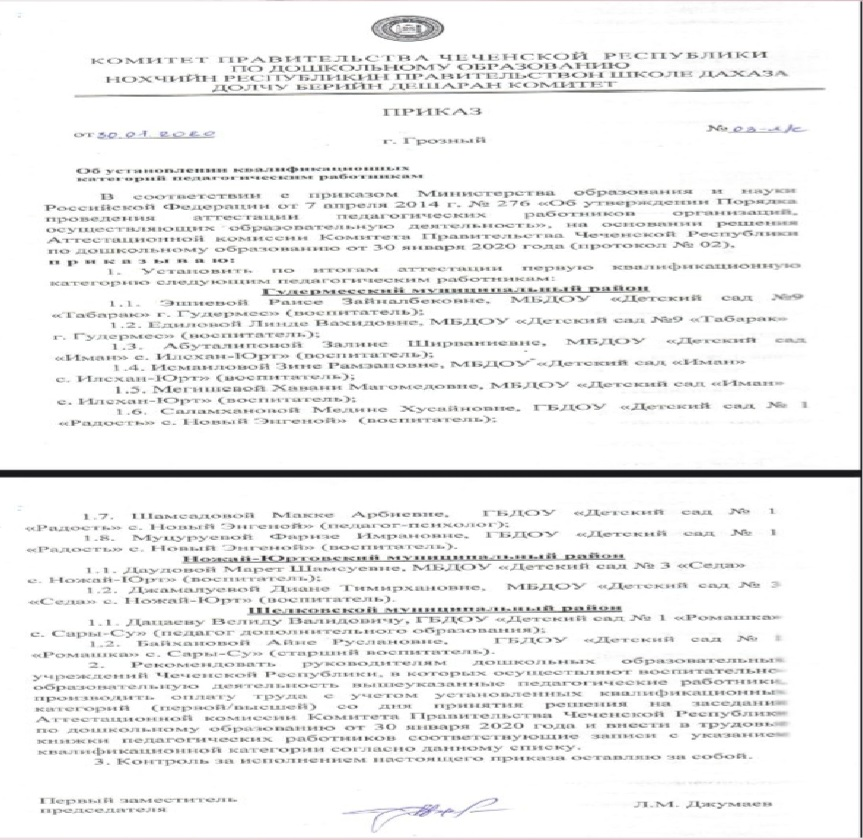 КОМИТЕТ ПРАВИТЕЛЬСТВА ЧЕЧЕНСКОЙ РЕСПУБЛИКИ
ПО ДОШКОЛЬНОМУ ОБРАЗОВАНИЮ
НОХЧИЙН РЕСПУБЛИКИН ПРАВИТЕЛЬСТВОН ШКОЛЕ ДАХАЗА
ДОЛЧУ БЕРИЙН ДЕШАРАН КОМИТЕТ
ПРИКАЗ
от 30.01.2020
№ 03-л/с
г. Грозный
Об установлении квалификационных
категорий педагогическим работникам
В соответствии с приказом Министерства образования и науки
Российской Федерации от 7 апреля 2014 г. № 276 «Об утверждении Порядка
проведения аттестации педагогических работников организаций,
осуществляющих образовательную деятельность», на основании решения
Аттестационной комиссии Комитета Правительства Чеченской Республики
по дошкольному образованию от 30 января 2020 года (протокол № 02),
приказываю:
1. Установить по итогам аттестации первую квалификационную
категорию следующим педагогическим работникам:
Гудермесский муниципальный район
1.1. Эшиевой Раисе Зайналбековне, МБДОУ «Детский сад №9
«Табарак» г. Гудермес» (воспитатель);
1.2. Едиловой Линде Вахидовне, МБДОУ «Детский сад №9 «Табарак»
г. Гудермес» (воспитатель);
1.3. Абуталиповой Залине Ширваниевне, МБДОУ «Детский сад
«Иман» с. Илсхан-Юрт» (воспитатель);
1.4. Исмаиловой Зине Рамзановне, МБДОУ «Детский сад «Иман»
с. Илсхан-Юрт» (воспитатель);
1.5. Мегишевой Хавани Магомедовне, МБДОУ «Детский сад «Иман»
с. Илсхан-Юрт» (воспитатель);
1.6. Саламхановой Медине Хусайновне, ГБДОУ «Детский сад № 1
«Радость» с. Новый Энгеной» (воспитатель);
1.7. Шамсадовой Макке Арбиевне, ГБДОУ «Детский сад № 1
«Радость» с. Новый Энгеной» (педагог-психолог);
1.8. Муцуруевой Фаризе Имрановне, ГБДОУ «Детский сад № 1
«Радость» с. Новый Энгеной» (воспитатель).
Ножай-Юртовский муниципальный район
1.1. Дауловой Марет Шамсуевне, МБДОУ «Детский сад № 3 «Седа»
с. Ножай-Юрт» (воспитатель);
1.2. Джамалуевой Диане Тимирхановне, МБДОУ «Детский сад № 3
«Седа» с. Ножай-Юрт» (воспитатель).
Шелковской муниципальный район
1.1. Дацаеву Велиду Валидовичу, ГБДОУ «Детский сад № 1 «Ромашка»
с. Сары-Су» (педагог дополнительного образования);
1.2. Байхановой Айне Руслановне, ГБДОУ «Детский сад № 1
«Ромашка» с. Сары-Су» (старший воспитатель).
2. Рекомендовать руководителям дошкольных образовательных
учреждений Чеченской Республики, в которых осуществляют воспитательно-
образовательную деятельность вышеуказанные педагогические работники,
производить оплату труда с учетом установленных квалификационных
категорий (первой/высшей) со дня принятия решения на заседании
Аттестационной комиссии Комитета Правительства Чеченской Республики
по дошкольному образованию от 30 января 2020 года и внести в трудовые
книжки педагогических работников соответствующие записи с указанием
квалификационной категории согласно данному списку.
3. Контроль за исполнением настоящего приказа оставляю за собой.
Первый заместитель
председателя
Л.М. Джумаев